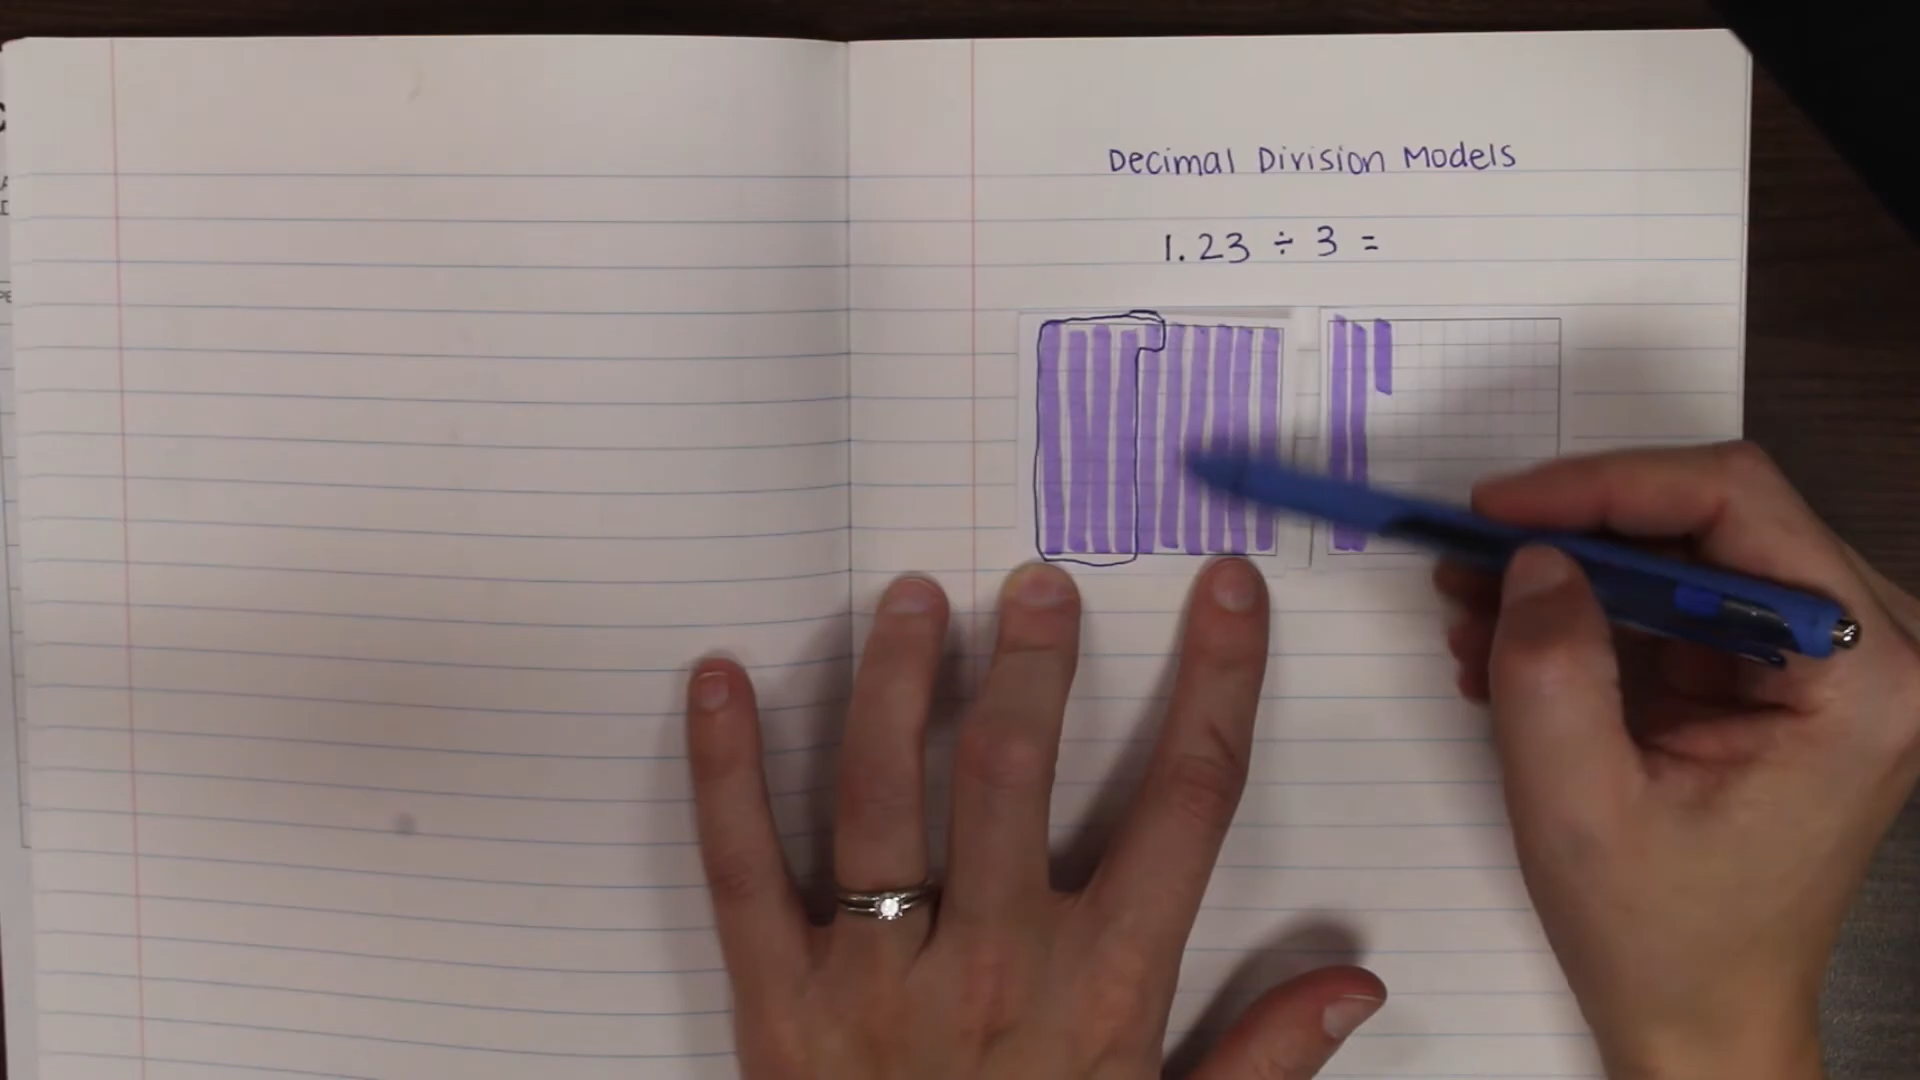 Decimal Division Models
1.23 ÷ 3 =